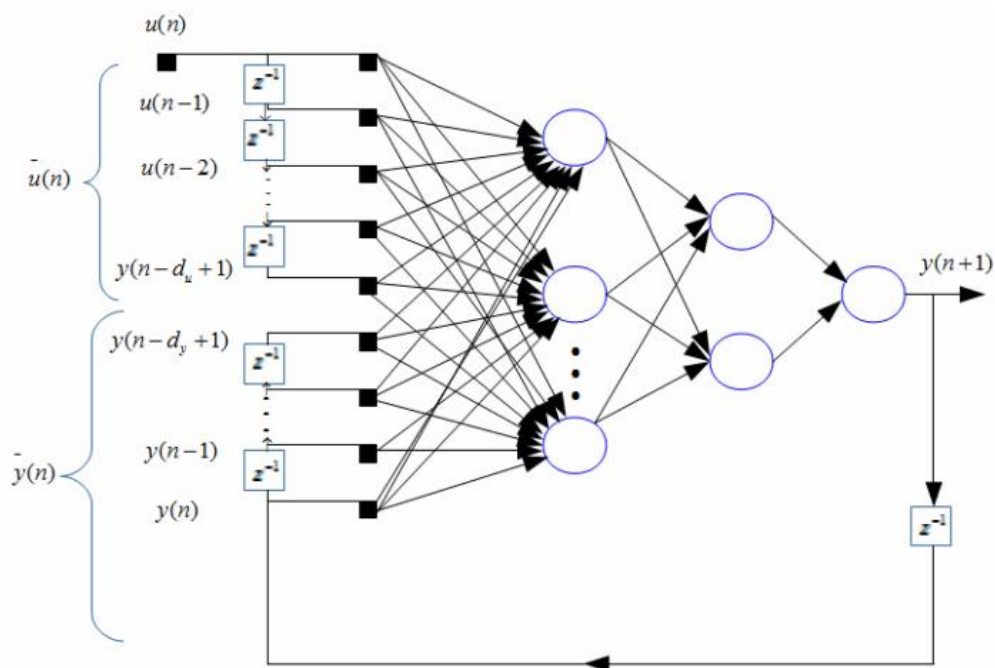 u(n)
z⁻¹
u(n−1)
z⁻¹
u(n−2)
ū(n)
z⁻¹
y(n−d_u+1)
y(n+1)
y(n−d_y+1)
z⁻¹
y(n−1)
ȳ(n)
z⁻¹
y(n)
z⁻¹